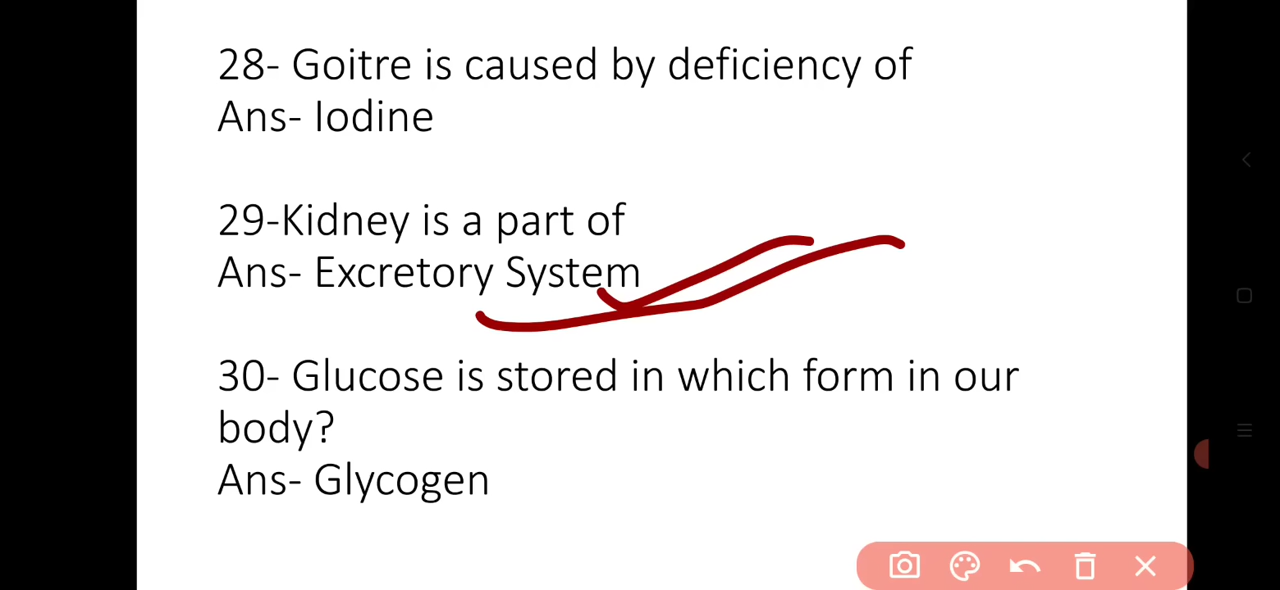 28- Goitre is caused by deficiency of
Ans- Iodine
29-Kidney is a part of
Ans- Excretory System
30- Glucose is stored in which form in our
body?
Ans- Glycogen